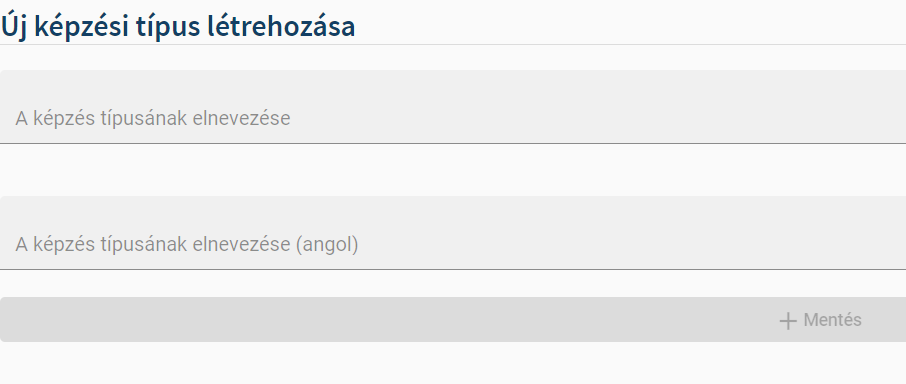 Új képzési típus létrehozása
A képzés típusának elnevezése
A képzés típusának elnevezése (angol)
+ Mentés